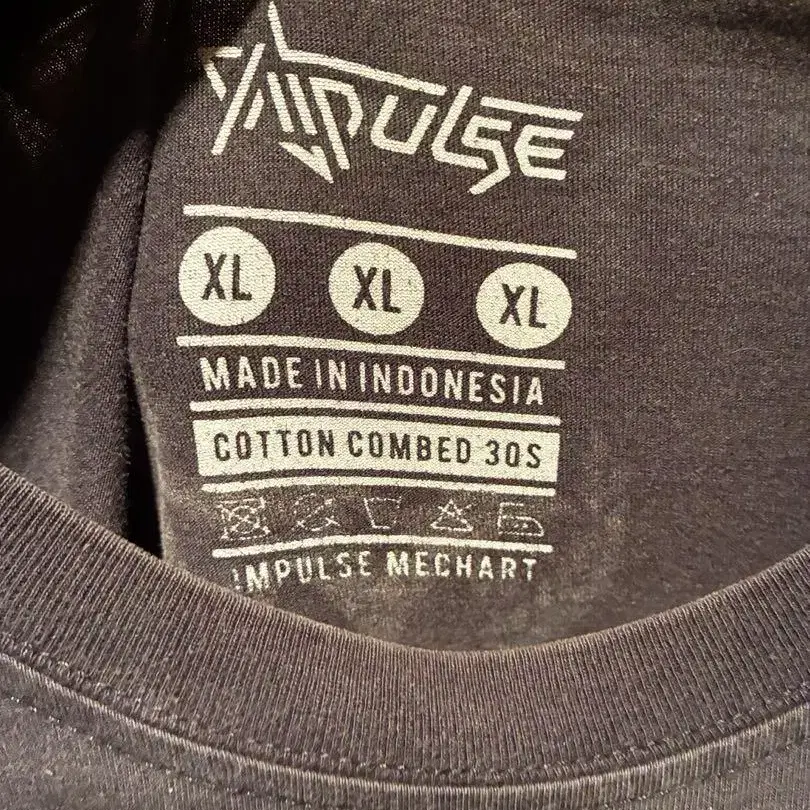 Impulse
XL XL XL
MADE IN INDONESIA
COTTON COMBED 30S
IMPULSE MECHART